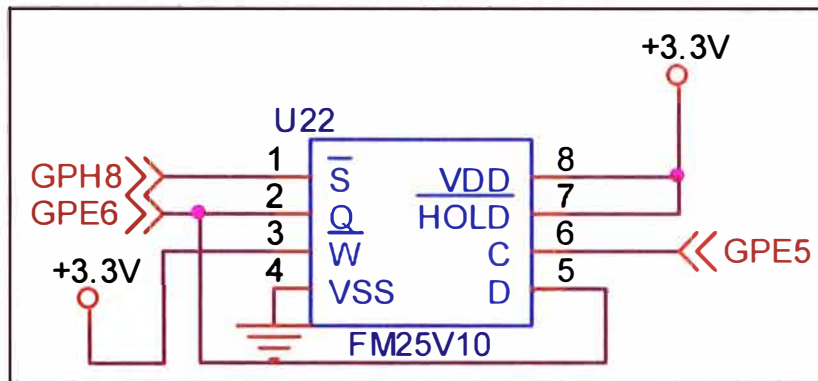 +3.3V
U22
GPH8 1 S VDD 8
GPE6 2 Q HOLD 7
3 W C 6 GPE5
+3.3V 4 VSS D 5
FM25V10